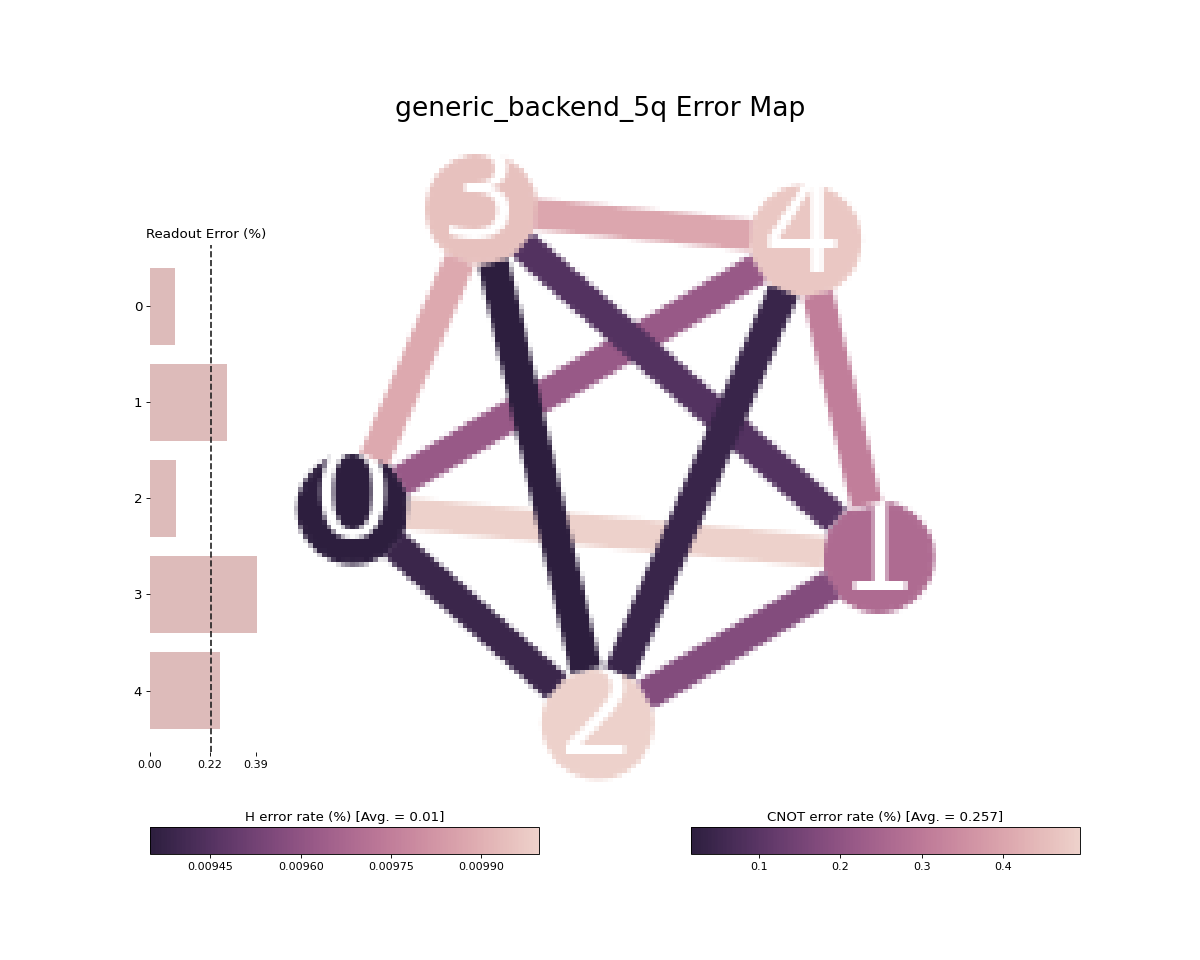 generic_backend_5q Error Map
3
4
Readout Error (%)
0
1
2
3
4
0.00 0.22 0.39
0
1
2
H error rate (%) [Avg. = 0.01]
0.00945 0.00960 0.00975 0.00990
CNOT error rate (%) [Avg. = 0.257]
0.1 0.2 0.3 0.4